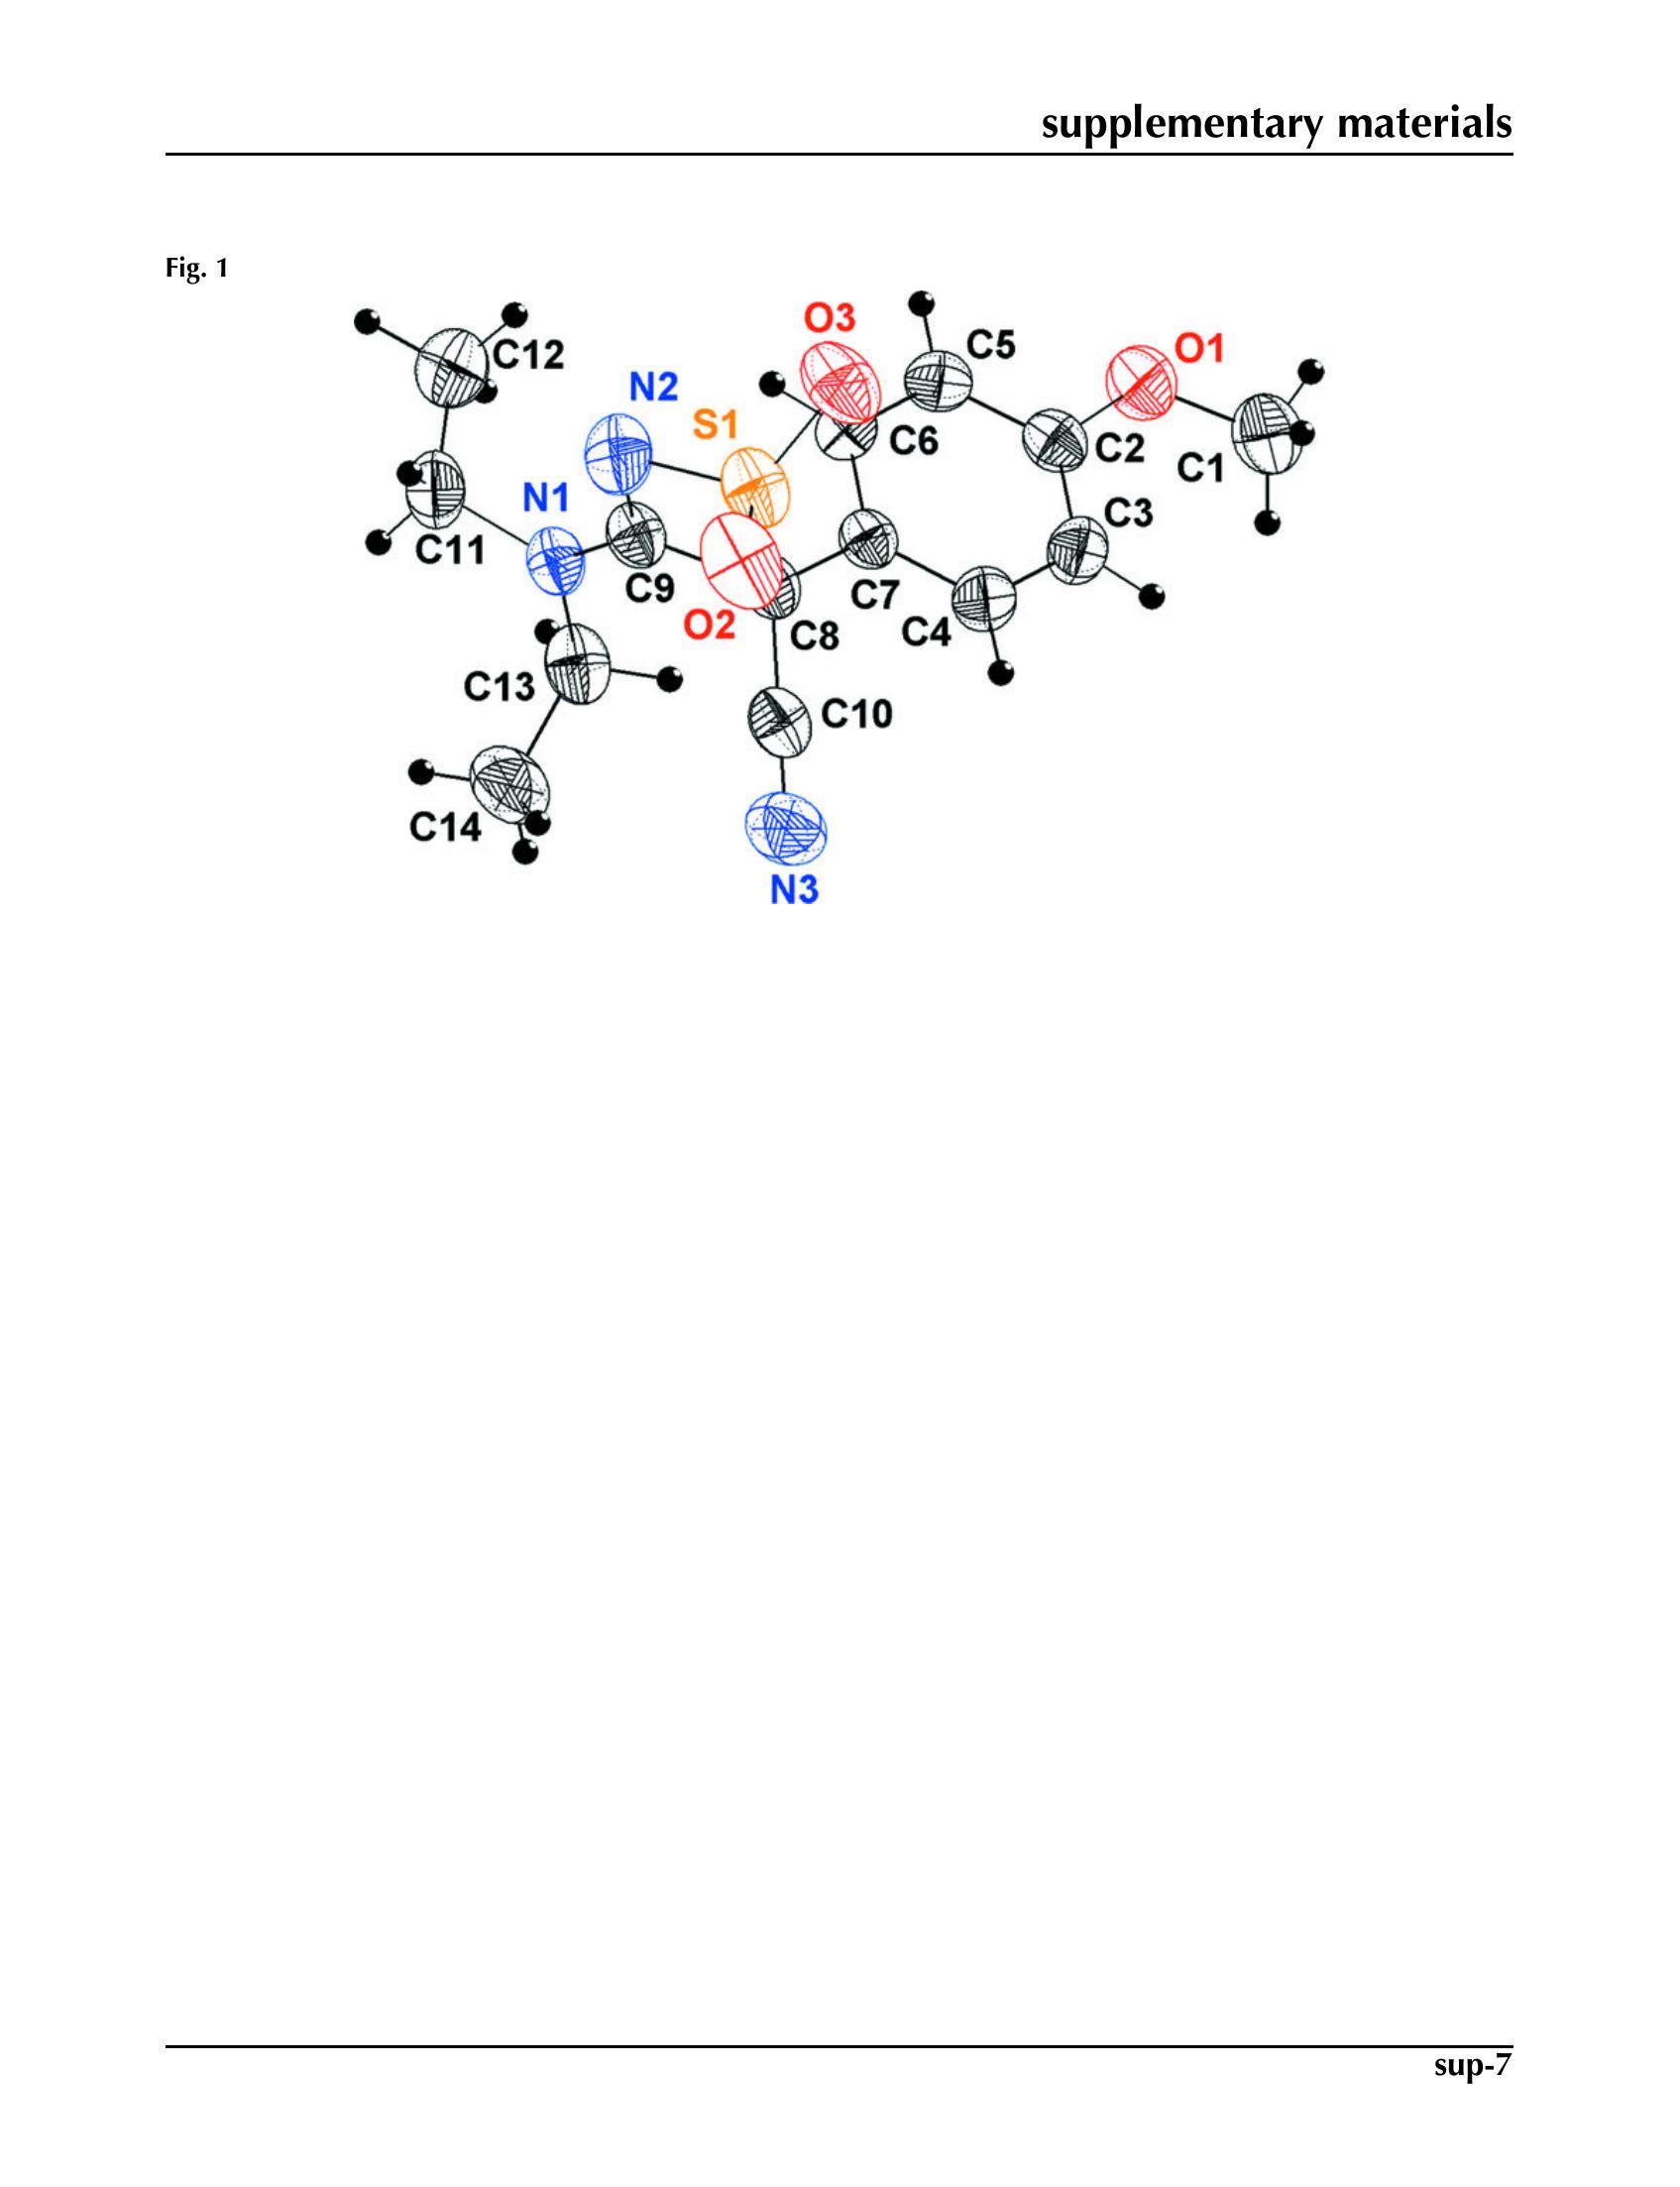 supplementary materials
Fig. 1
O3
C5
O1
C12
N2
S1
C6
C2
C1
N1
C3
C11
C9
C7
O2
C8
C4
C13
C10
C14
N3
sup-7